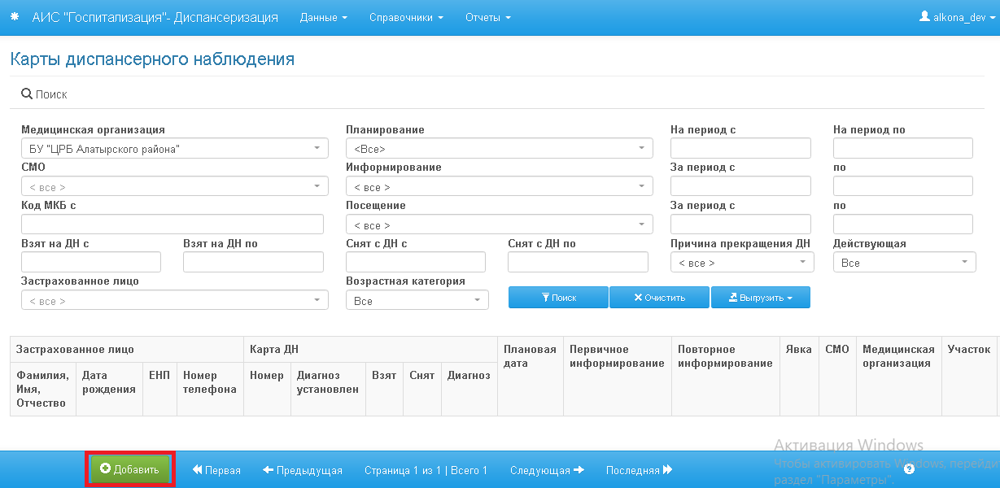 АИС "Госпитализация"- Диспансеризация Данные Справочники Отчеты alkona_dev
Карты диспансерного наблюдения
Поиск
Медицинская организация Планирование На период с На период по
БУ "ЦРБ Алатырского района" <Все>
СМО Информирование За период с по
< все > < все >
Код МКБ с Посещение За период с по
< все >
Взят на ДН с Взят на ДН по Снят с ДН с Снят с ДН по Причина прекращения ДН Действующая
< все > Все
Застрахованное лицо Возрастная категория
< все > Все Поиск Очистить Выгрузить
Застрахованное лицо Карта ДН Плановая дата Первичное информирование Повторное информирование Явка СМО Медицинская организация Участок
Фамилия, Имя, Отчество Дата рождения ЕНП Номер телефона Номер Диагноз установлен Взят Снят Диагноз
Активация Windows
Чтобы активировать Windows, перейдите в
раздел "Параметры".
Добавить Первая Предыдущая Страница 1 из 1 | Всего 1 Следующая Последняя